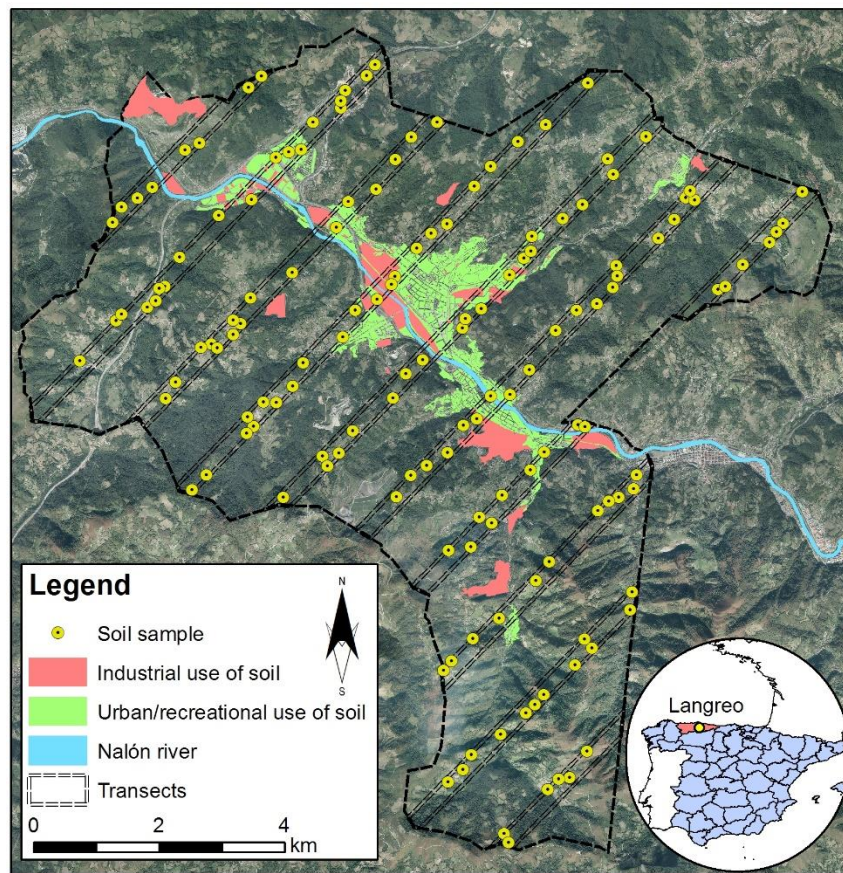 Legend
N
S
Soil sample
Industrial use of soil
Urban/recreational use of soil
Nalón river
Transects
0 2 4
km
Langreo